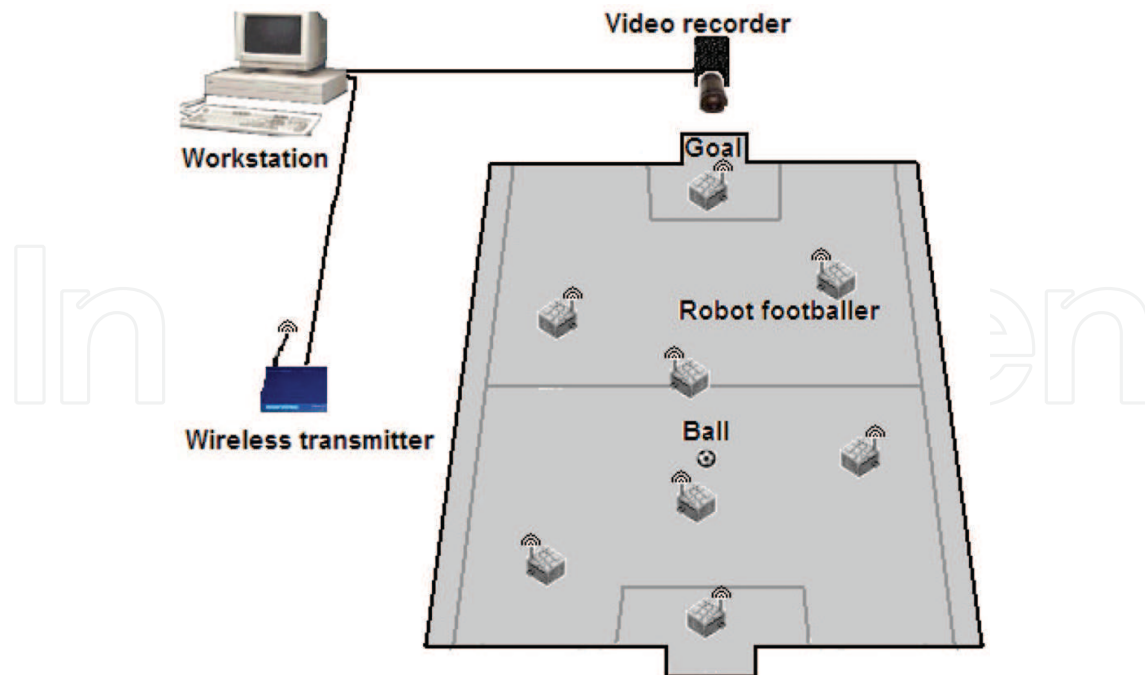 Video recorder
Workstation
Goal
Robot footballer
Wireless transmitter
Ball